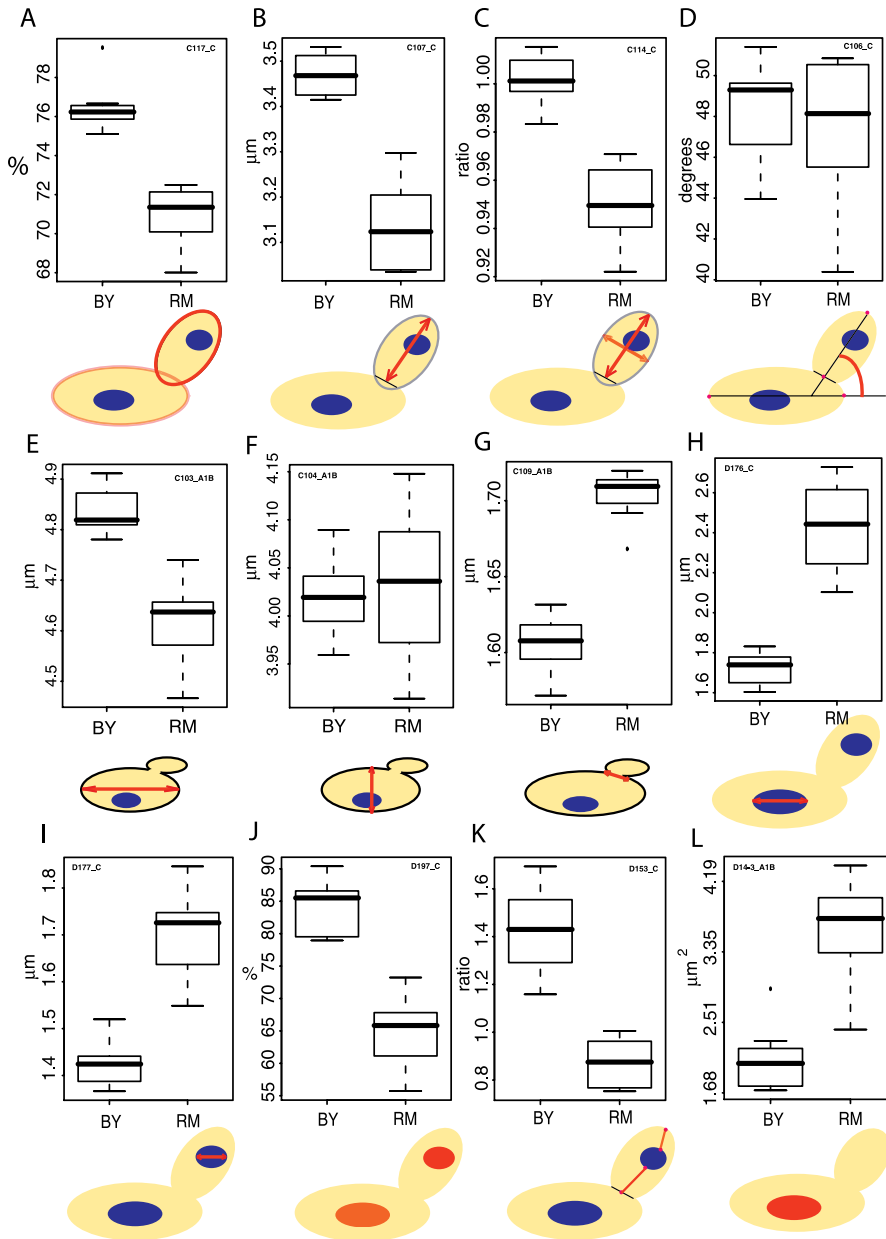 A
C117_C
%
78
76
74
72
70
68
BY RM
B
C107_C
μm
3.5
3.4
3.3
3.2
3.1
BY RM
C
C114_C
ratio
1.00
0.98
0.96
0.94
0.92
BY RM
D
C106_C
degrees
50
48
46
44
42
40
BY RM
E
C103_A1B
μm
4.9
4.8
4.7
4.6
4.5
BY RM
F
C104_A1B
μm
4.15
4.10
4.05
4.00
3.95
BY RM
G
C109_A1B
μm
1.70
1.65
1.60
BY RM
H
D176_C
μm
2.6
2.4
2.2
2.0
1.8
1.6
BY RM
I
D177_C
μm
1.8
1.7
1.6
1.5
1.4
BY RM
J
D197_C
%
90
85
80
75
70
65
60
55
BY RM
K
D153_C
ratio
1.6
1.4
1.2
1.0
0.8
BY RM
L
D14-3_A1B
μm²
4.19
3.35
2.51
1.68
BY RM